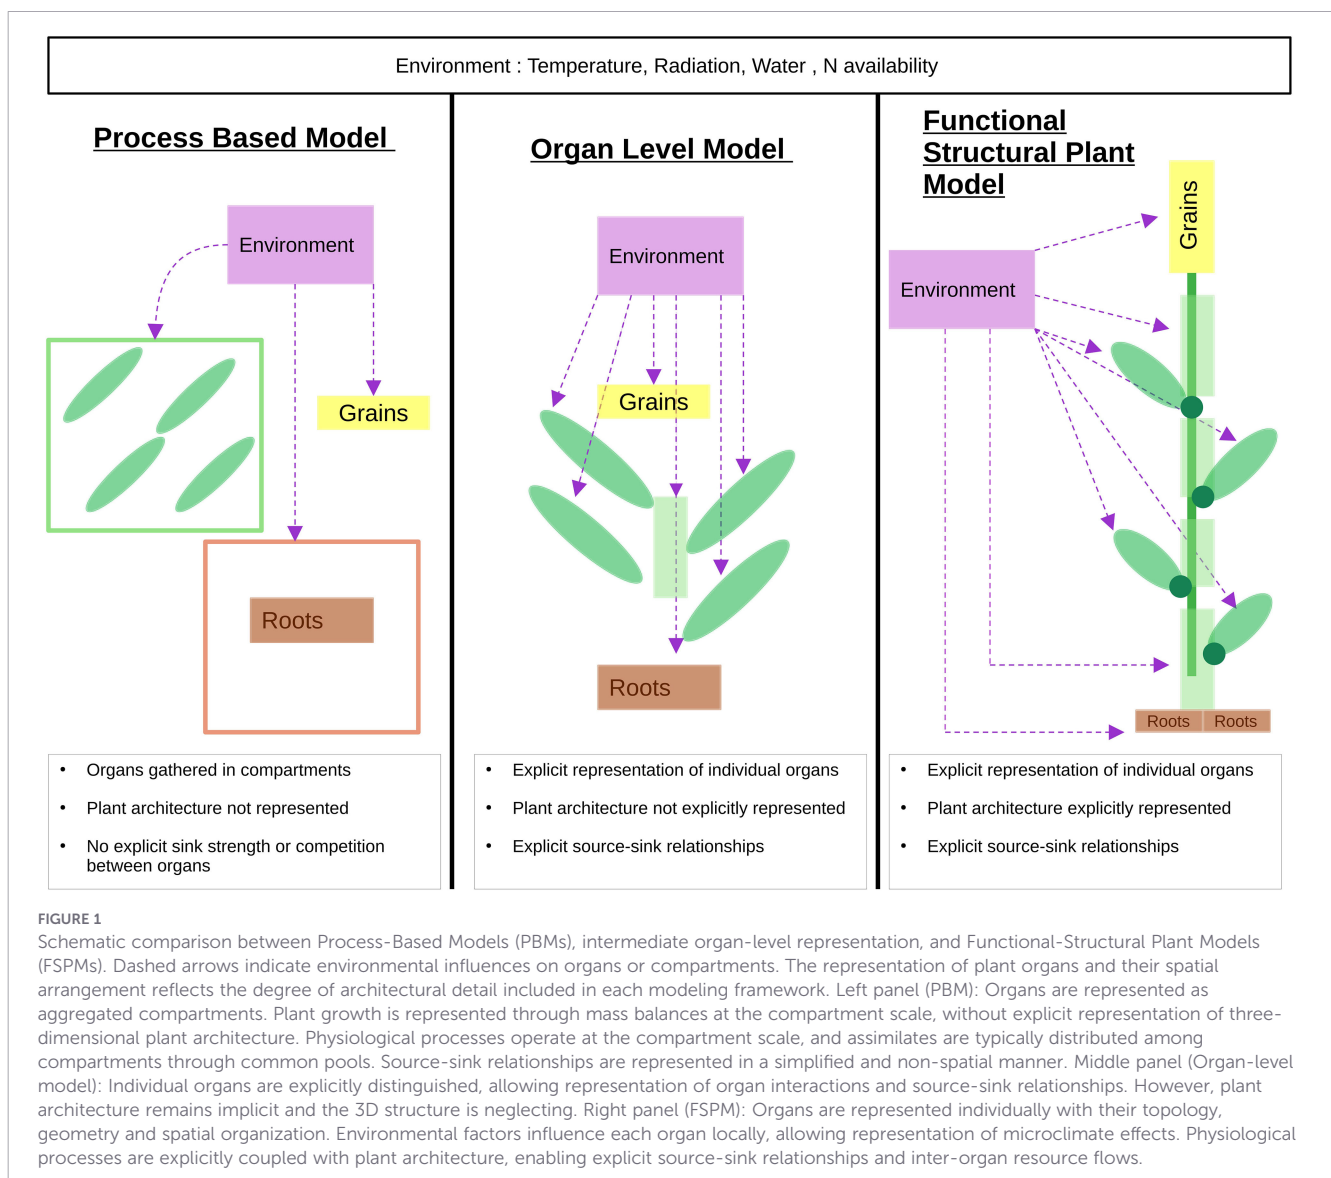 Environment : Temperature, Radiation, Water , N availability
Process Based Model
Environment
Grains
Roots
• Organs gathered in compartments
• Plant architecture not represented
• No explicit sink strength or competition
between organs
Organ Level Model
Environment
Grains
Roots
• Explicit representation of individual organs
• Plant architecture not explicitly represented
• Explicit source-sink relationships
Functional
Structural Plant
Model
Grains
Environment
Roots Roots
• Explicit representation of individual organs
• Plant architecture explicitly represented
• Explicit source-sink relationships
FIGURE 1
Schematic comparison between Process-Based Models (PBMs), intermediate organ-level representation, and Functional-Structural Plant Models
(FSPMs). Dashed arrows indicate environmental influences on organs or compartments. The representation of plant organs and their spatial
arrangement reflects the degree of architectural detail included in each modeling framework. Left panel (PBM): Organs are represented as
aggregated compartments. Plant growth is represented through mass balances at the compartment scale, without explicit representation of three-
dimensional plant architecture. Physiological processes operate at the compartment scale, and assimilates are typically distributed among
compartments through common pools. Source-sink relationships are represented in a simplified and non-spatial manner. Middle panel (Organ-level
model): Individual organs are explicitly distinguished, allowing representation of organ interactions and source-sink relationships. However, plant
architecture remains implicit and the 3D structure is neglecting. Right panel (FSPM): Organs are represented individually with their topology,
geometry and spatial organization. Environmental factors influence each organ locally, allowing representation of microclimate effects. Physiological
processes are explicitly coupled with plant architecture, enabling explicit source-sink relationships and inter-organ resource flows.